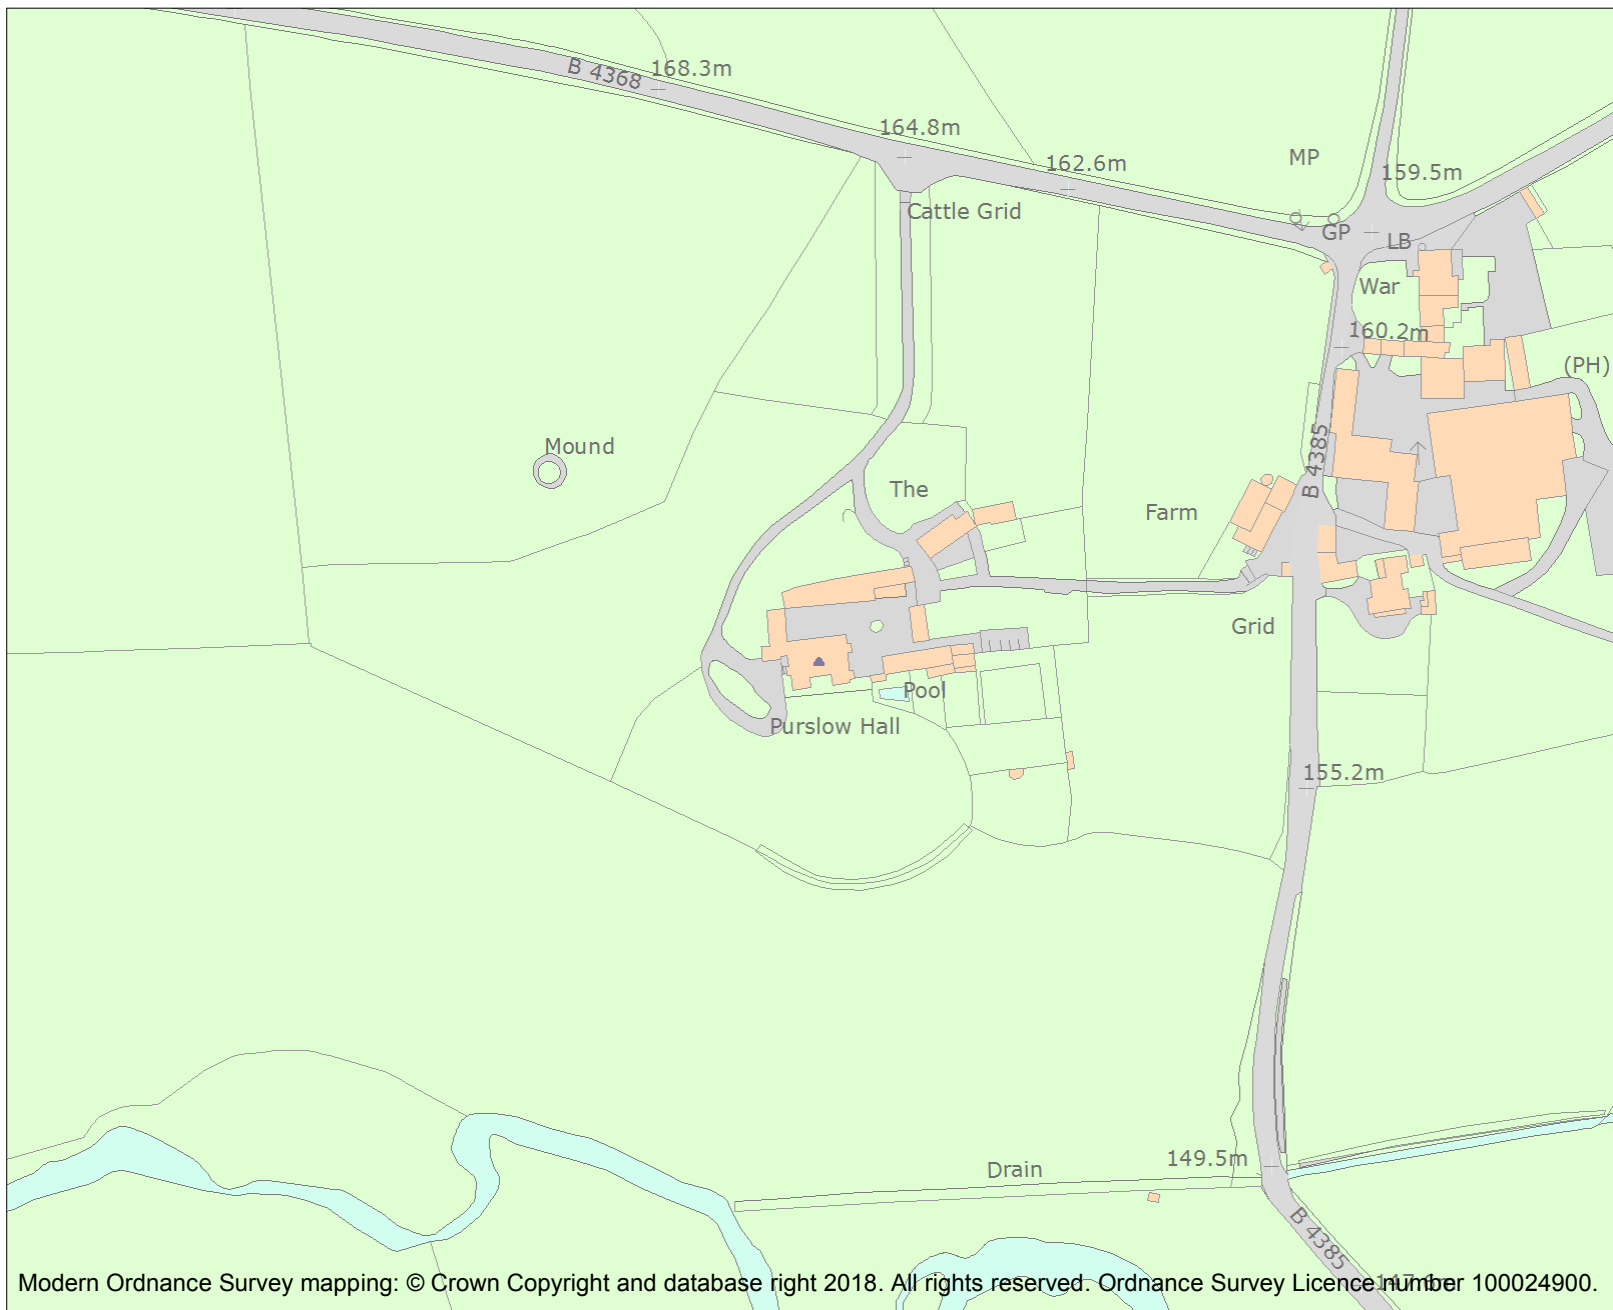 B 4368
168.3m
164.8m
162.6m
MP
159.5m
Cattle Grid
GP
LB
War
160.2m
(PH)
Mound
B 4385
The
Farm
Grid
Pool
Purslow Hall
155.2m
Drain
149.5m
B 4385
Modern Ordnance Survey mapping: © Crown Copyright and database right 2018. All rights reserved. Ordnance Survey Licence number 100024900.